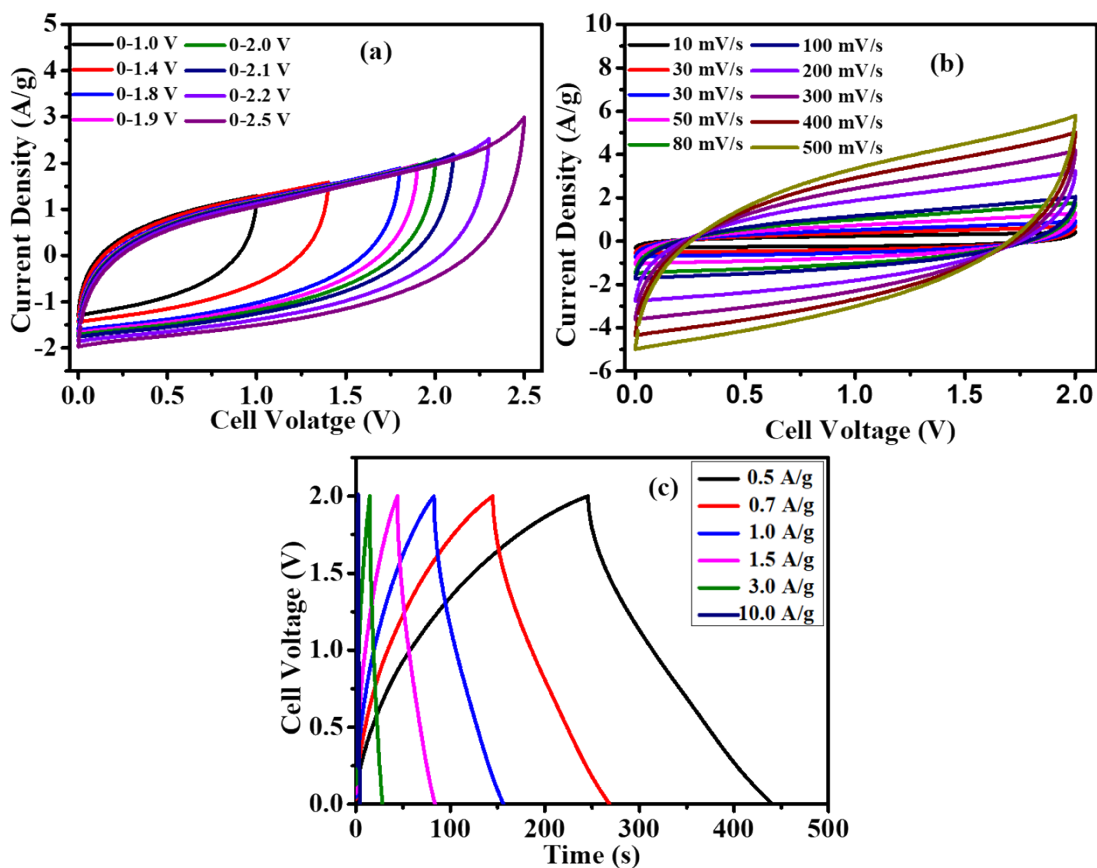 (a)
0-1.0 V
0-1.4 V
0-1.8 V
0-1.9 V
0-2.0 V
0-2.1 V
0-2.2 V
0-2.5 V
Current Density (A/g)
5
4
3
2
1
0
-1
-2
0.0 0.5 1.0 1.5 2.0 2.5
Cell Volatge (V)
(b)
10 mV/s
30 mV/s
30 mV/s
50 mV/s
80 mV/s
100 mV/s
200 mV/s
300 mV/s
400 mV/s
500 mV/s
Current Density (A/g)
10
8
6
4
2
0
-2
-4
-6
0.0 0.5 1.0 1.5 2.0
Cell Voltage (V)
(c)
0.5 A/g
0.7 A/g
1.0 A/g
1.5 A/g
3.0 A/g
10.0 A/g
Cell Voltage (V)
2.0
1.5
1.0
0.5
0.0
0 100 200 300 400 500
Time (s)